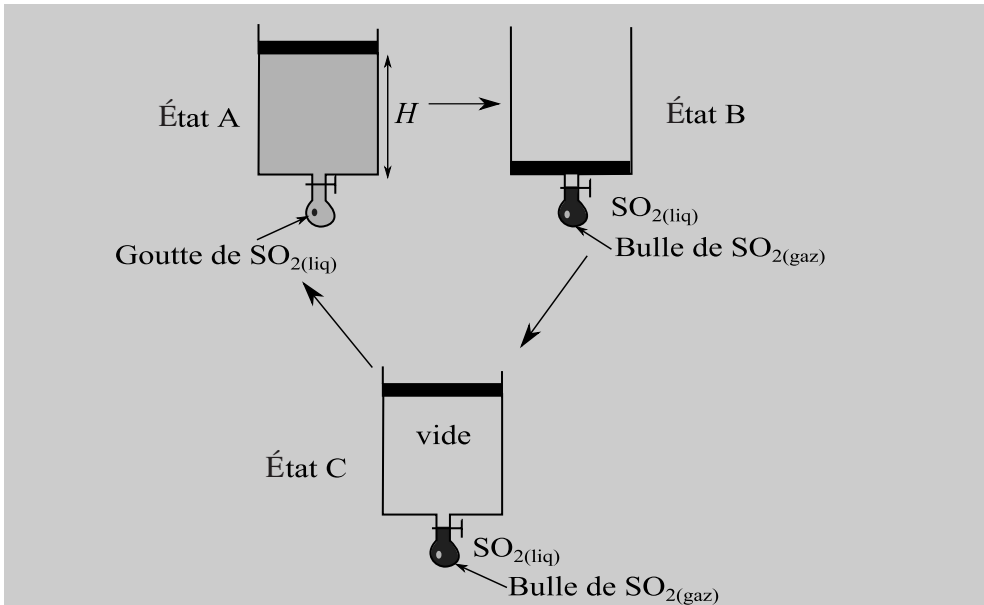 État A
H
État B
Goutte de SO2(liq)
SO2(liq)
Bulle de SO2(gaz)
État C
vide
SO2(liq)
Bulle de SO2(gaz)